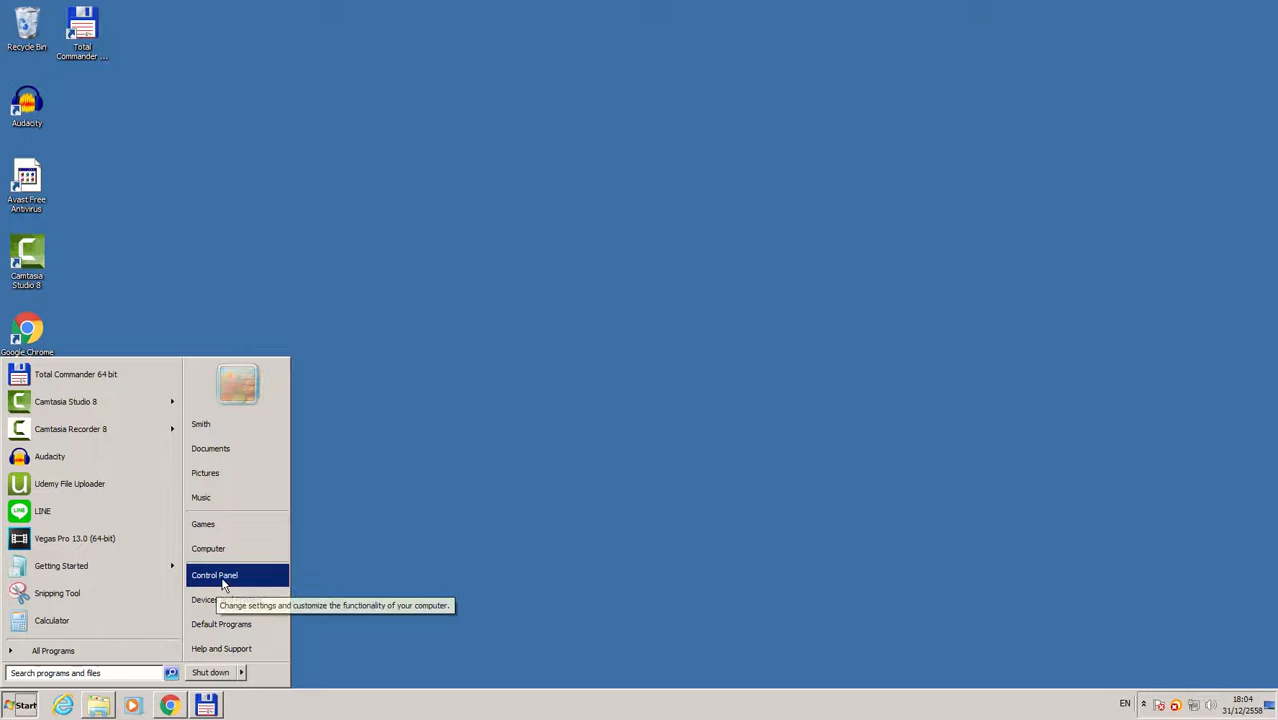 Recycle Bin
Total
Commander ...
Audacity
Avast Free
Antivirus
Camtasia
Studio 8
Google Chrome
Total Commander 64 bit
Camtasia Studio 8
Camtasia Recorder 8
Audacity
Udemy File Uploader
LINE
Vegas Pro 13.0 (64-bit)
Getting Started
Snipping Tool
Calculator
All Programs
Search programs and files
Smith
Documents
Pictures
Music
Games
Computer
Control Panel
Change settings and customize the functionality of your computer.
Default Programs
Help and Support
Shut down
Start
EN
18:04
31/12/2558